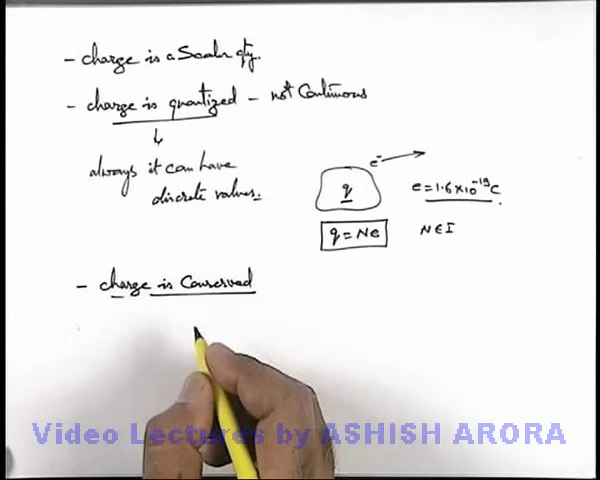 - charge is a Scalar qty.
- charge is quantized - not Continuous
↓
always it can have
discrete values.
e⁻
q
e = 1.6×10⁻¹⁹C
q = Ne
N ∈ I
- charge is Conserved
Video Lectures by ASHISH ARORA